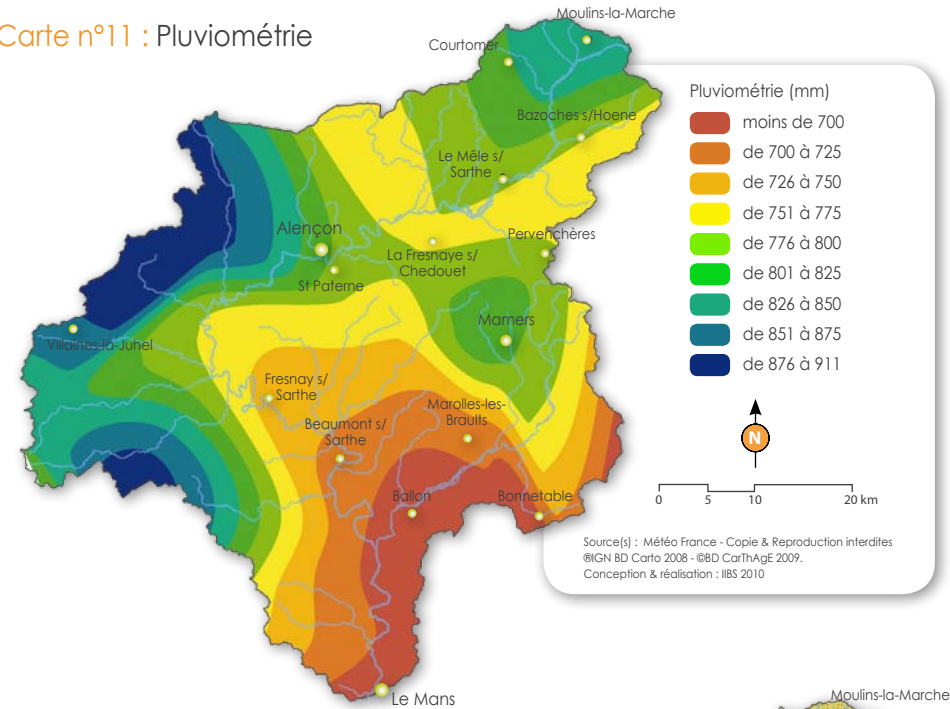 Carte n°11 : Pluviométrie
Moulins-la-Marche
Courtomer
Bazoches s/Hoene
Le Mêle s/
Sarthe
Alençon
Pervenchères
La Fresnaye s/
Chedouet
St Paterne
Mamers
Villaines-la-Juhel
Fresnay s/
Sarthe
Marolles-les-
Braults
Beaumont s/
Sarthe
Ballon
Bonnetable
Le Mans
Pluviométrie (mm)
moins de 700
de 700 à 725
de 726 à 750
de 751 à 775
de 776 à 800
de 801 à 825
de 826 à 850
de 851 à 875
de 876 à 911
N
0 5 10 20 km
Source(s) : Météo France - Copie & Reproduction interdites
®IGN BD Carto 2008 - ©BD CarThAgE 2009.
Conception & réalisation : IIBS 2010
Moulins-la-Marche